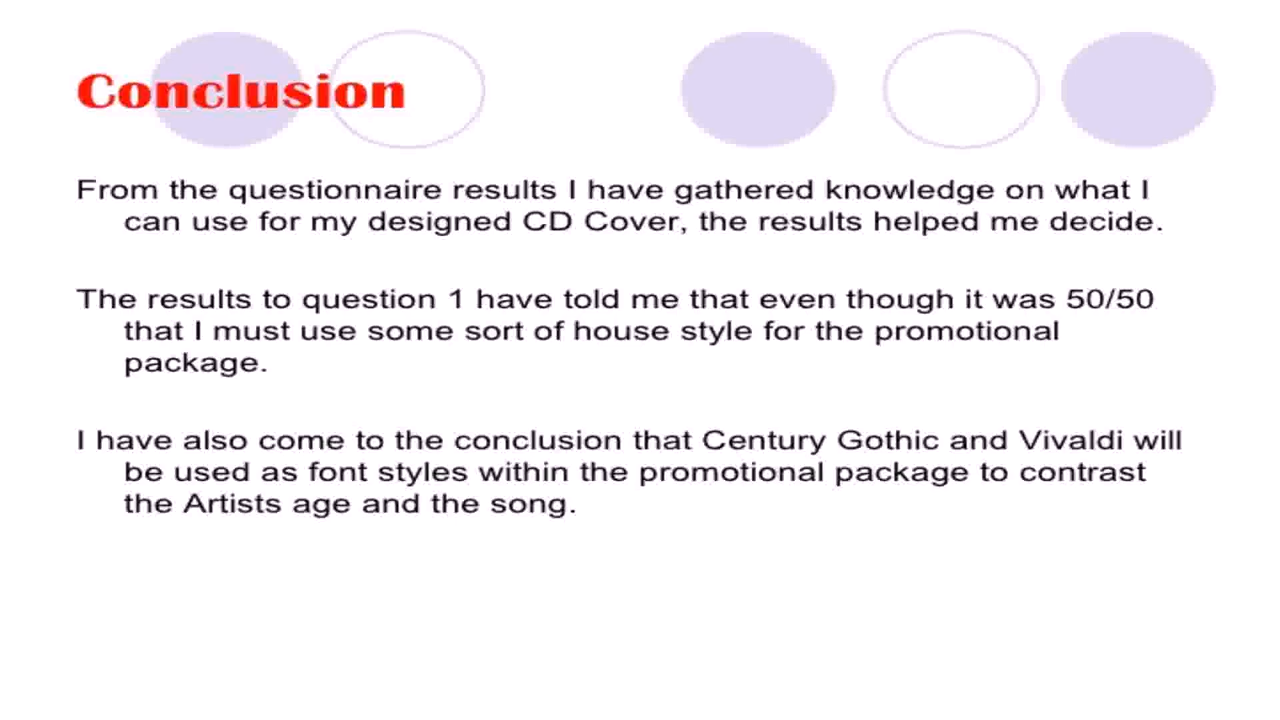 Conclusion
From the questionnaire results I have gathered knowledge on what I
can use for my designed CD Cover, the results helped me decide.
The results to question 1 have told me that even though it was 50/50
that I must use some sort of house style for the promotional
package.
I have also come to the conclusion that Century Gothic and Vivaldi will
be used as font styles within the promotional package to contrast
the Artists age and the song.